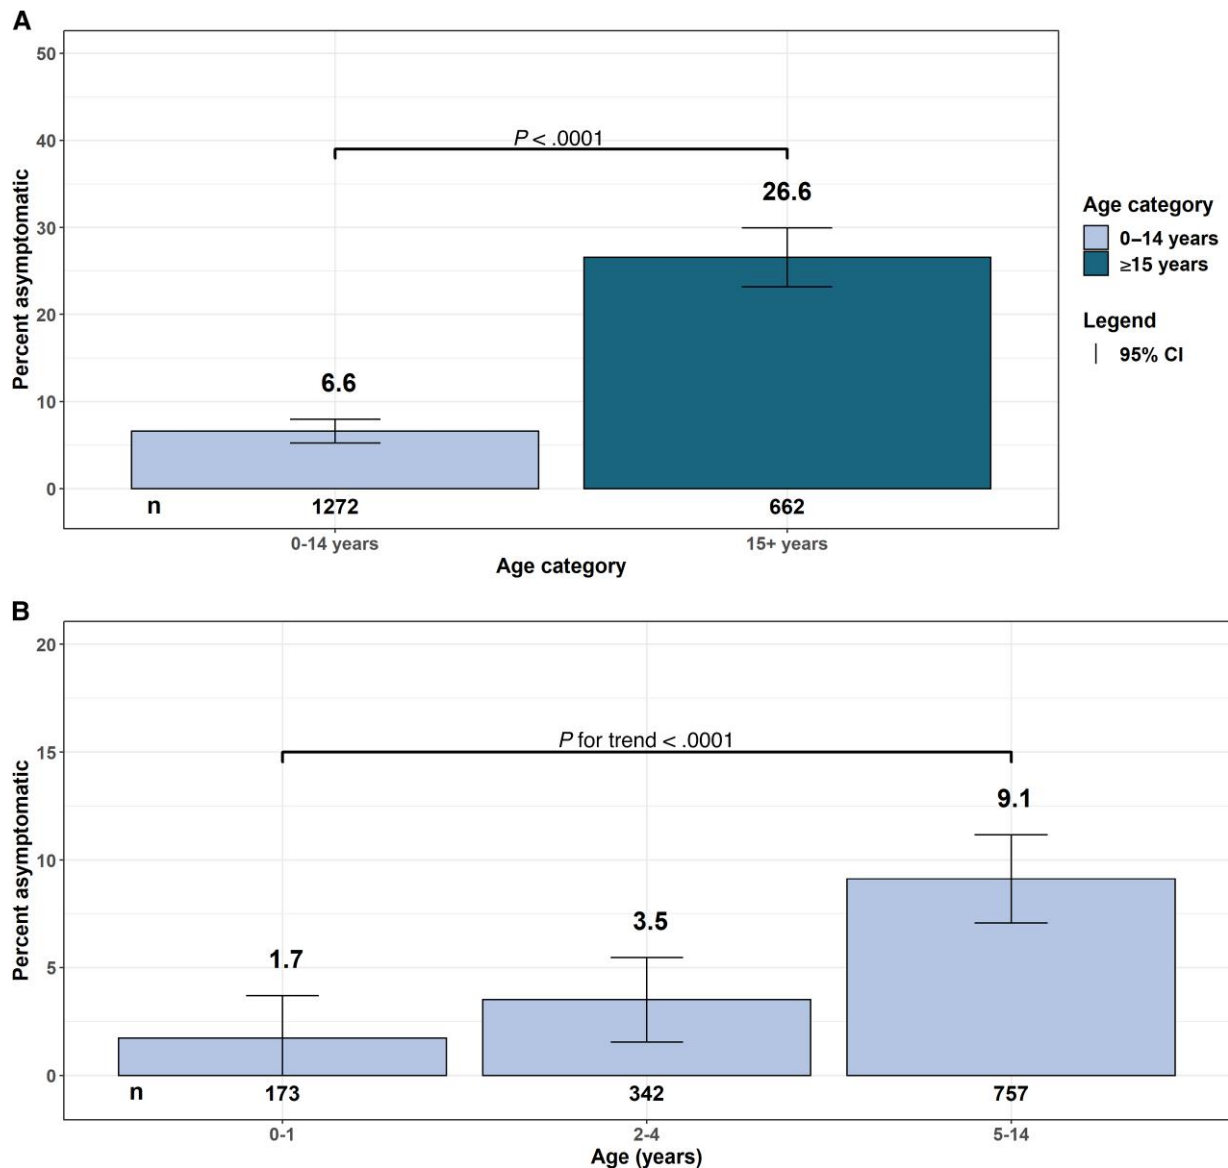 A
50
40
30
20
10
0
Percent asymptomatic
P < .0001
6.6
26.6
n 1272 662
0-14 years 15+ years
Age category
Age category
0–14 years
≥15 years
Legend
95% CI
B
20
15
10
5
0
Percent asymptomatic
P for trend < .0001
1.7
3.5
9.1
n 173 342 757
0-1 2-4 5-14
Age (years)